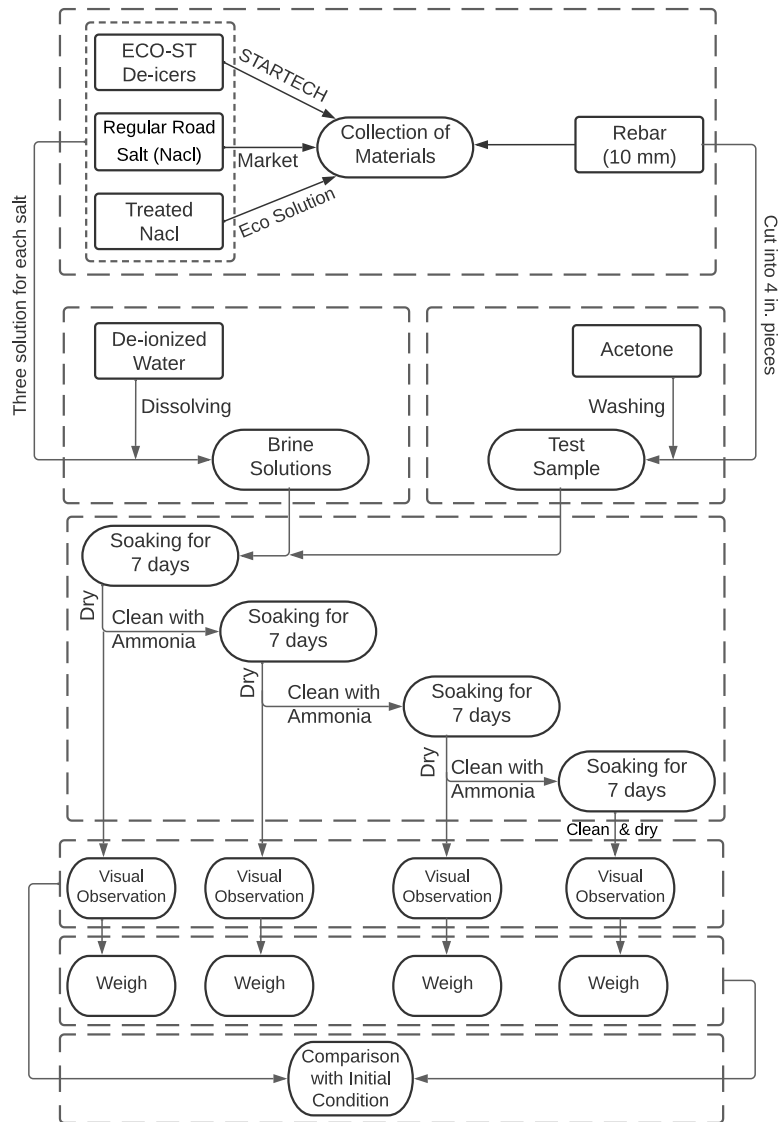 ECO-ST
De-icers
STARTECH
Regular Road
Salt (Nacl)
Market
Treated
Nacl
Eco Solution
Collection of
Materials
Rebar
(10 mm)
Three solution for each salt
Cut into 4 in. pieces
De-ionized
Water
Dissolving
Brine
Solutions
Acetone
Washing
Test
Sample
Soaking for
7 days
Dry
Clean with
Ammonia
Soaking for
7 days
Dry
Clean with
Ammonia
Soaking for
7 days
Dry
Clean with
Ammonia
Soaking for
7 days
Clean & dry
Visual
Observation
Visual
Observation
Visual
Observation
Visual
Observation
Weigh
Weigh
Weigh
Weigh
Comparison
with Initial
Condition